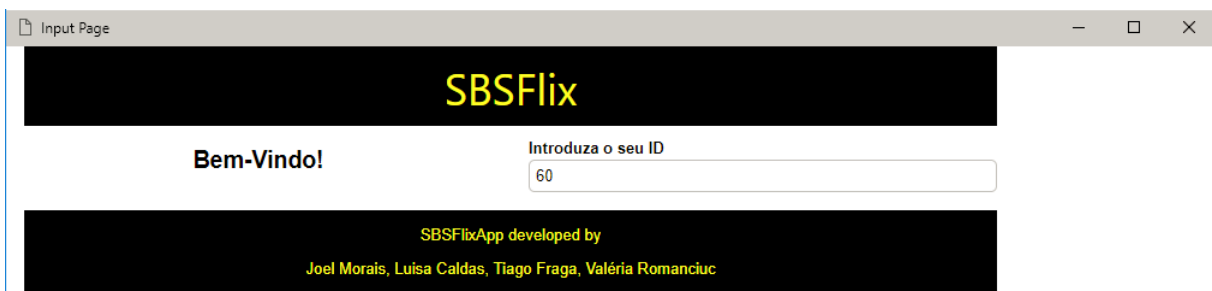 Input Page
SBSFlix
Bem-Vindo!
Introduza o seu ID
60
SBSFlixApp developed by
Joel Morais, Luisa Caldas, Tiago Fraga, Valéria Romanciuc